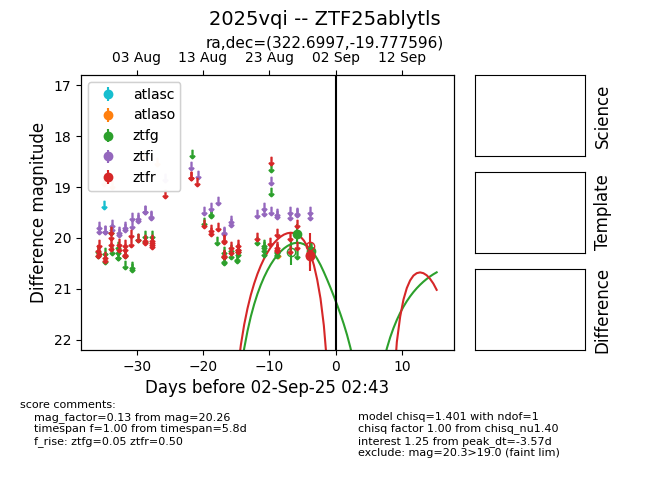 2025vqi -- ZTF25ablytls
ra,dec=(322.6997,-19.777596)
03 Aug 13 Aug 23 Aug 02 Sep 12 Sep
17
18
19
20
21
22
Difference magnitude
atlasc
atlaso
ztfg
ztfi
ztfr
−30 −20 −10 0 10
Days before 02-Sep-25 02:43
Science
Template
Difference
score comments:
mag_factor=0.13 from mag=20.26
timespan f=1.00 from timespan=5.8d
f_rise: ztfg=0.05 ztfr=0.50
model chisq=1.401 with ndof=1
chisq factor 1.00 from chisq_nu1.40
interest 1.25 from peak_dt=-3.57d
exclude: mag=20.3>19.0 (faint lim)